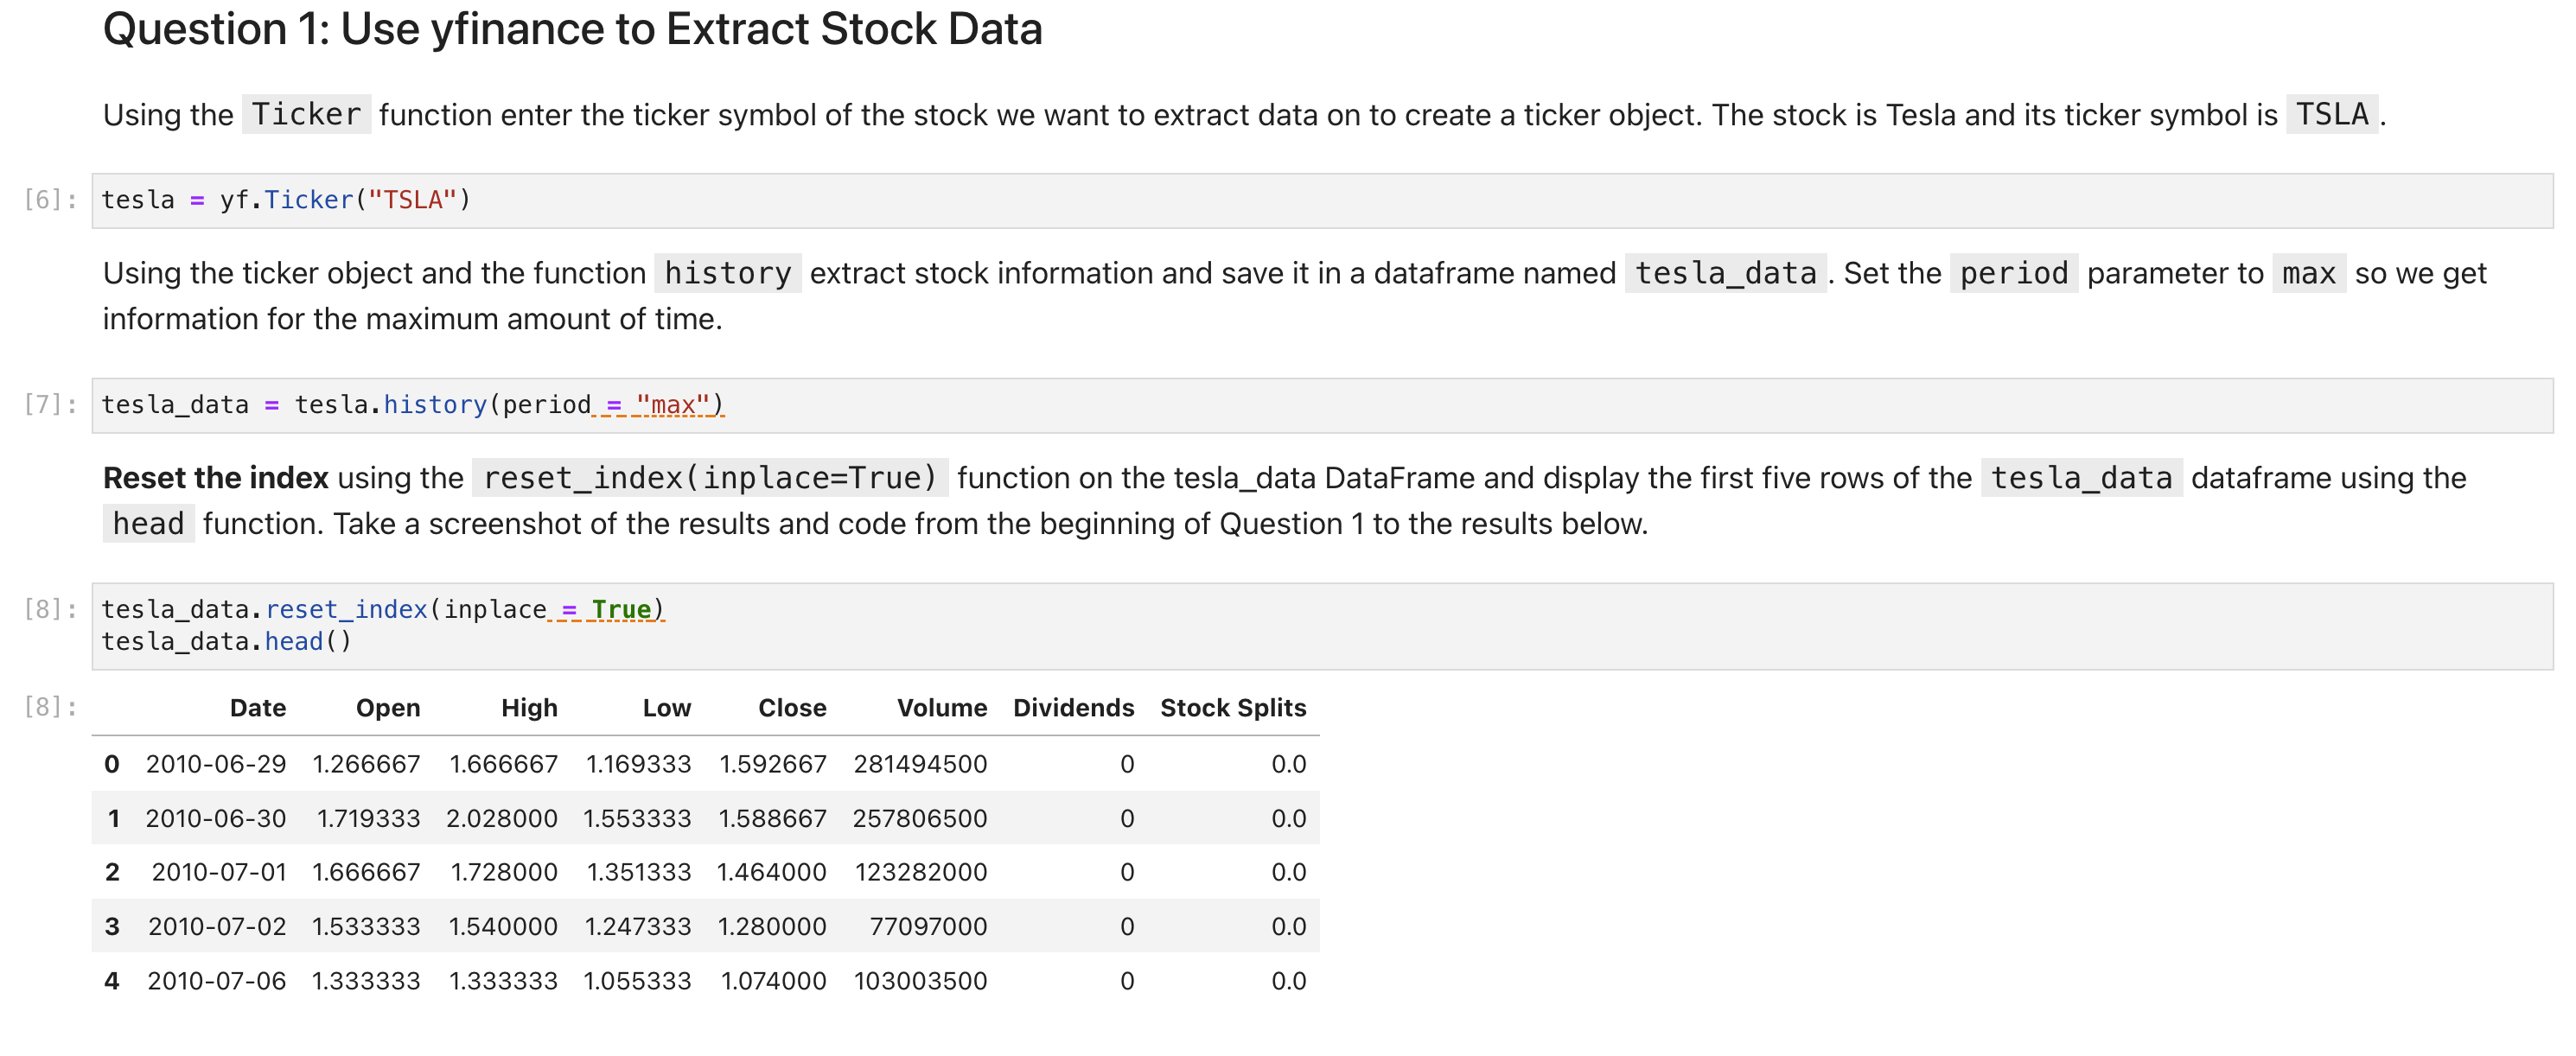 Question 1: Use yfinance to Extract Stock Data
Using the Ticker function enter the ticker symbol of the stock we want to extract data on to create a ticker object. The stock is Tesla and its ticker symbol is TSLA .
[6]: tesla = yf.Ticker("TSLA")
Using the ticker object and the function history extract stock information and save it in a dataframe named tesla_data . Set the period parameter to max so we get
information for the maximum amount of time.
[7]: tesla_data = tesla.history(period = "max")
Reset the index using the reset_index(inplace=True) function on the tesla_data DataFrame and display the first five rows of the tesla_data dataframe using the
head function. Take a screenshot of the results and code from the beginning of Question 1 to the results below.
[8]: tesla_data.reset_index(inplace = True)
tesla_data.head()
[8]: Date Open High Low Close Volume Dividends Stock Splits
0 2010-06-29 1.266667 1.666667 1.169333 1.592667 281494500 0 0.0
1 2010-06-30 1.719333 2.028000 1.553333 1.588667 257806500 0 0.0
2 2010-07-01 1.666667 1.728000 1.351333 1.464000 123282000 0 0.0
3 2010-07-02 1.533333 1.540000 1.247333 1.280000 77097000 0 0.0
4 2010-07-06 1.333333 1.333333 1.055333 1.074000 103003500 0 0.0